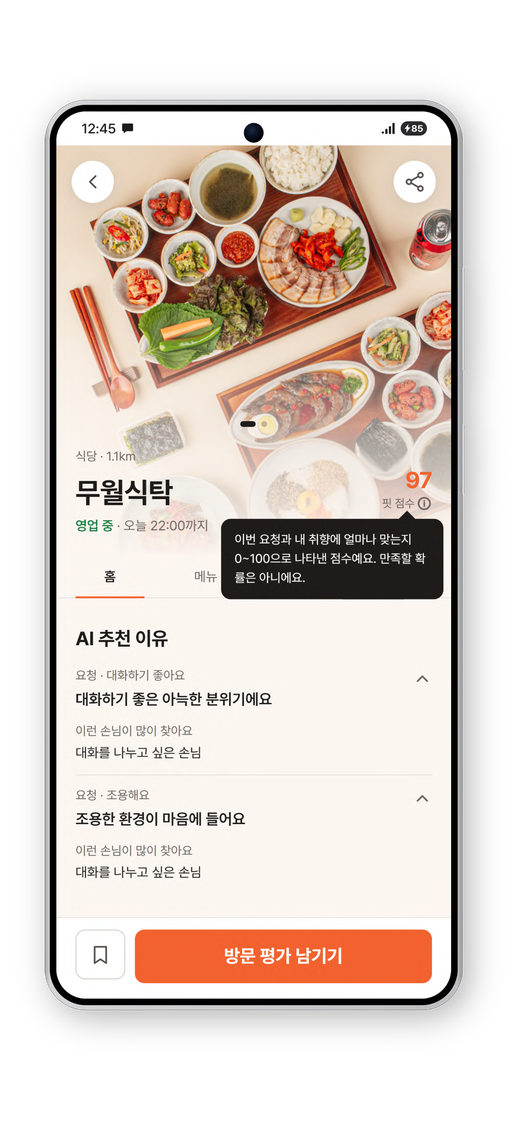 12:45
85
식당 · 1.1km
97
무월식탁
핏 점수
영업 중 · 오늘 22:00까지
이번 요청과 내 취향에 얼마나 맞는지
0~100으로 나타낸 점수예요. 만족할 확
률은 아니에요.
홈
메뉴
AI 추천 이유
요청 · 대화하기 좋아요
대화하기 좋은 아늑한 분위기에요
이런 손님이 많이 찾아요
대화를 나누고 싶은 손님
요청 · 조용해요
조용한 환경이 마음에 들어요
이런 손님이 많이 찾아요
대화를 나누고 싶은 손님
방문 평가 남기기